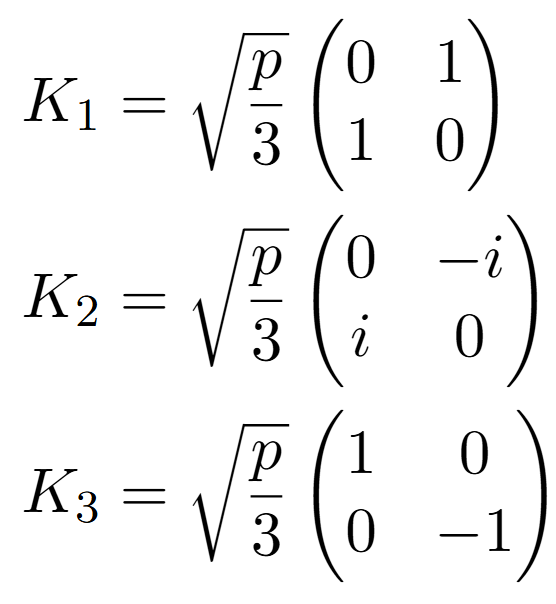 K_1 = \sqrt{\frac{p}{3}} \begin{pmatrix} 0 & 1 \\ 1 & 0 \end{pmatrix}
K_2 = \sqrt{\frac{p}{3}} \begin{pmatrix} 0 & -i \\ i & 0 \end{pmatrix}
K_3 = \sqrt{\frac{p}{3}} \begin{pmatrix} 1 & 0 \\ 0 & -1 \end{pmatrix}